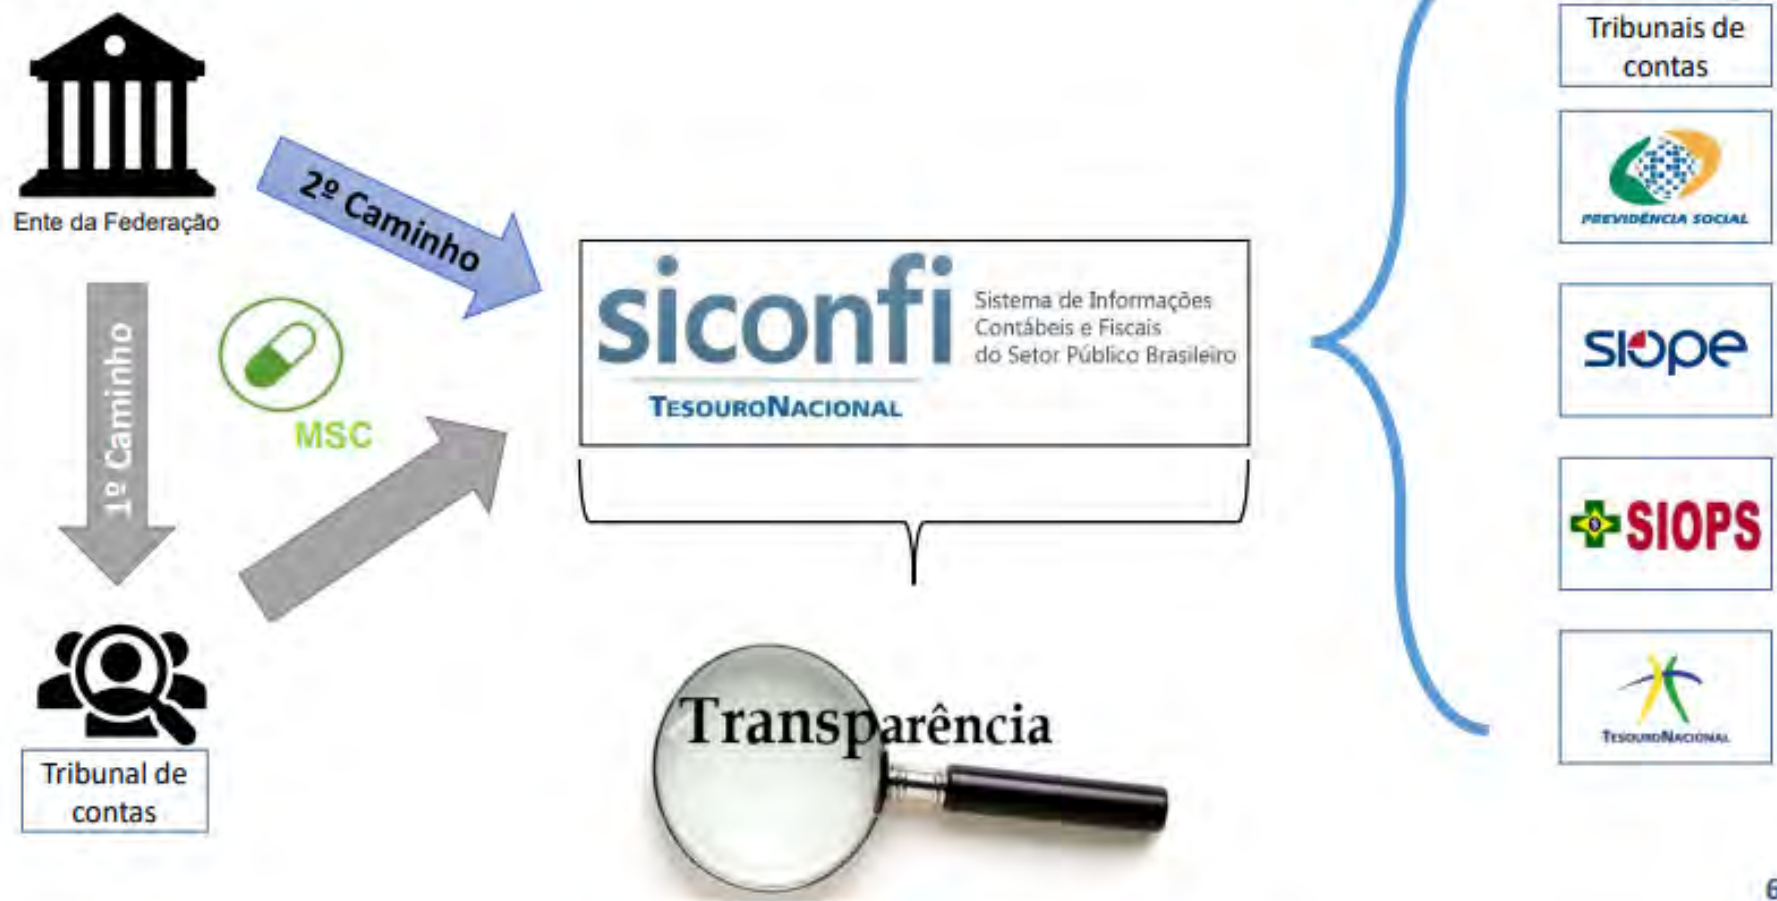 Tribunais de
contas
Ente da Federação
2º Caminho
PREVIDÊNCIA SOCIAL
siconfi
Sistema de Informações
Contábeis e Fiscais
do Setor Público Brasileiro
TESOURONACIONAL
1º Caminho
MSC
siope
SIOPS
Transparência
TESOURONACIONAL
Tribunal de
contas
6